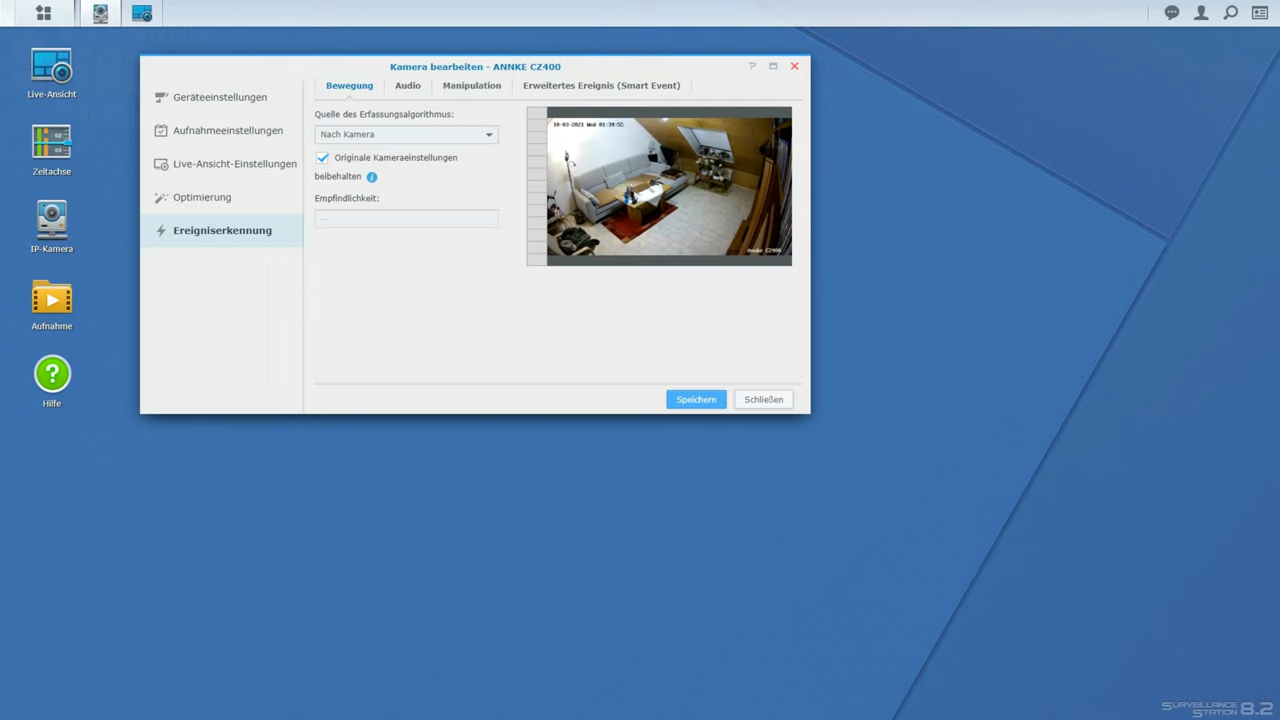 Kamera bearbeiten - ANNKE CZ400
Live-Ansicht
Zeitachse
IP-Kamera
Aufnahme
Hilfe
Geräteeinstellungen
Aufnahmeeinstellungen
Live-Ansicht-Einstellungen
Optimierung
Ereigniserkennung
Bewegung Audio Manipulation Erweitertes Ereignis (Smart Event)
Quelle des Erfassungsalgorithmus:
Nach Kamera
Originale Kameraeinstellungen
beibehalten
Empfindlichkeit:
--
10-03-2021 Wed 01:34:52
Annke CZ400
Speichern Schließen
SURVEILLANCE
STATION 8.2